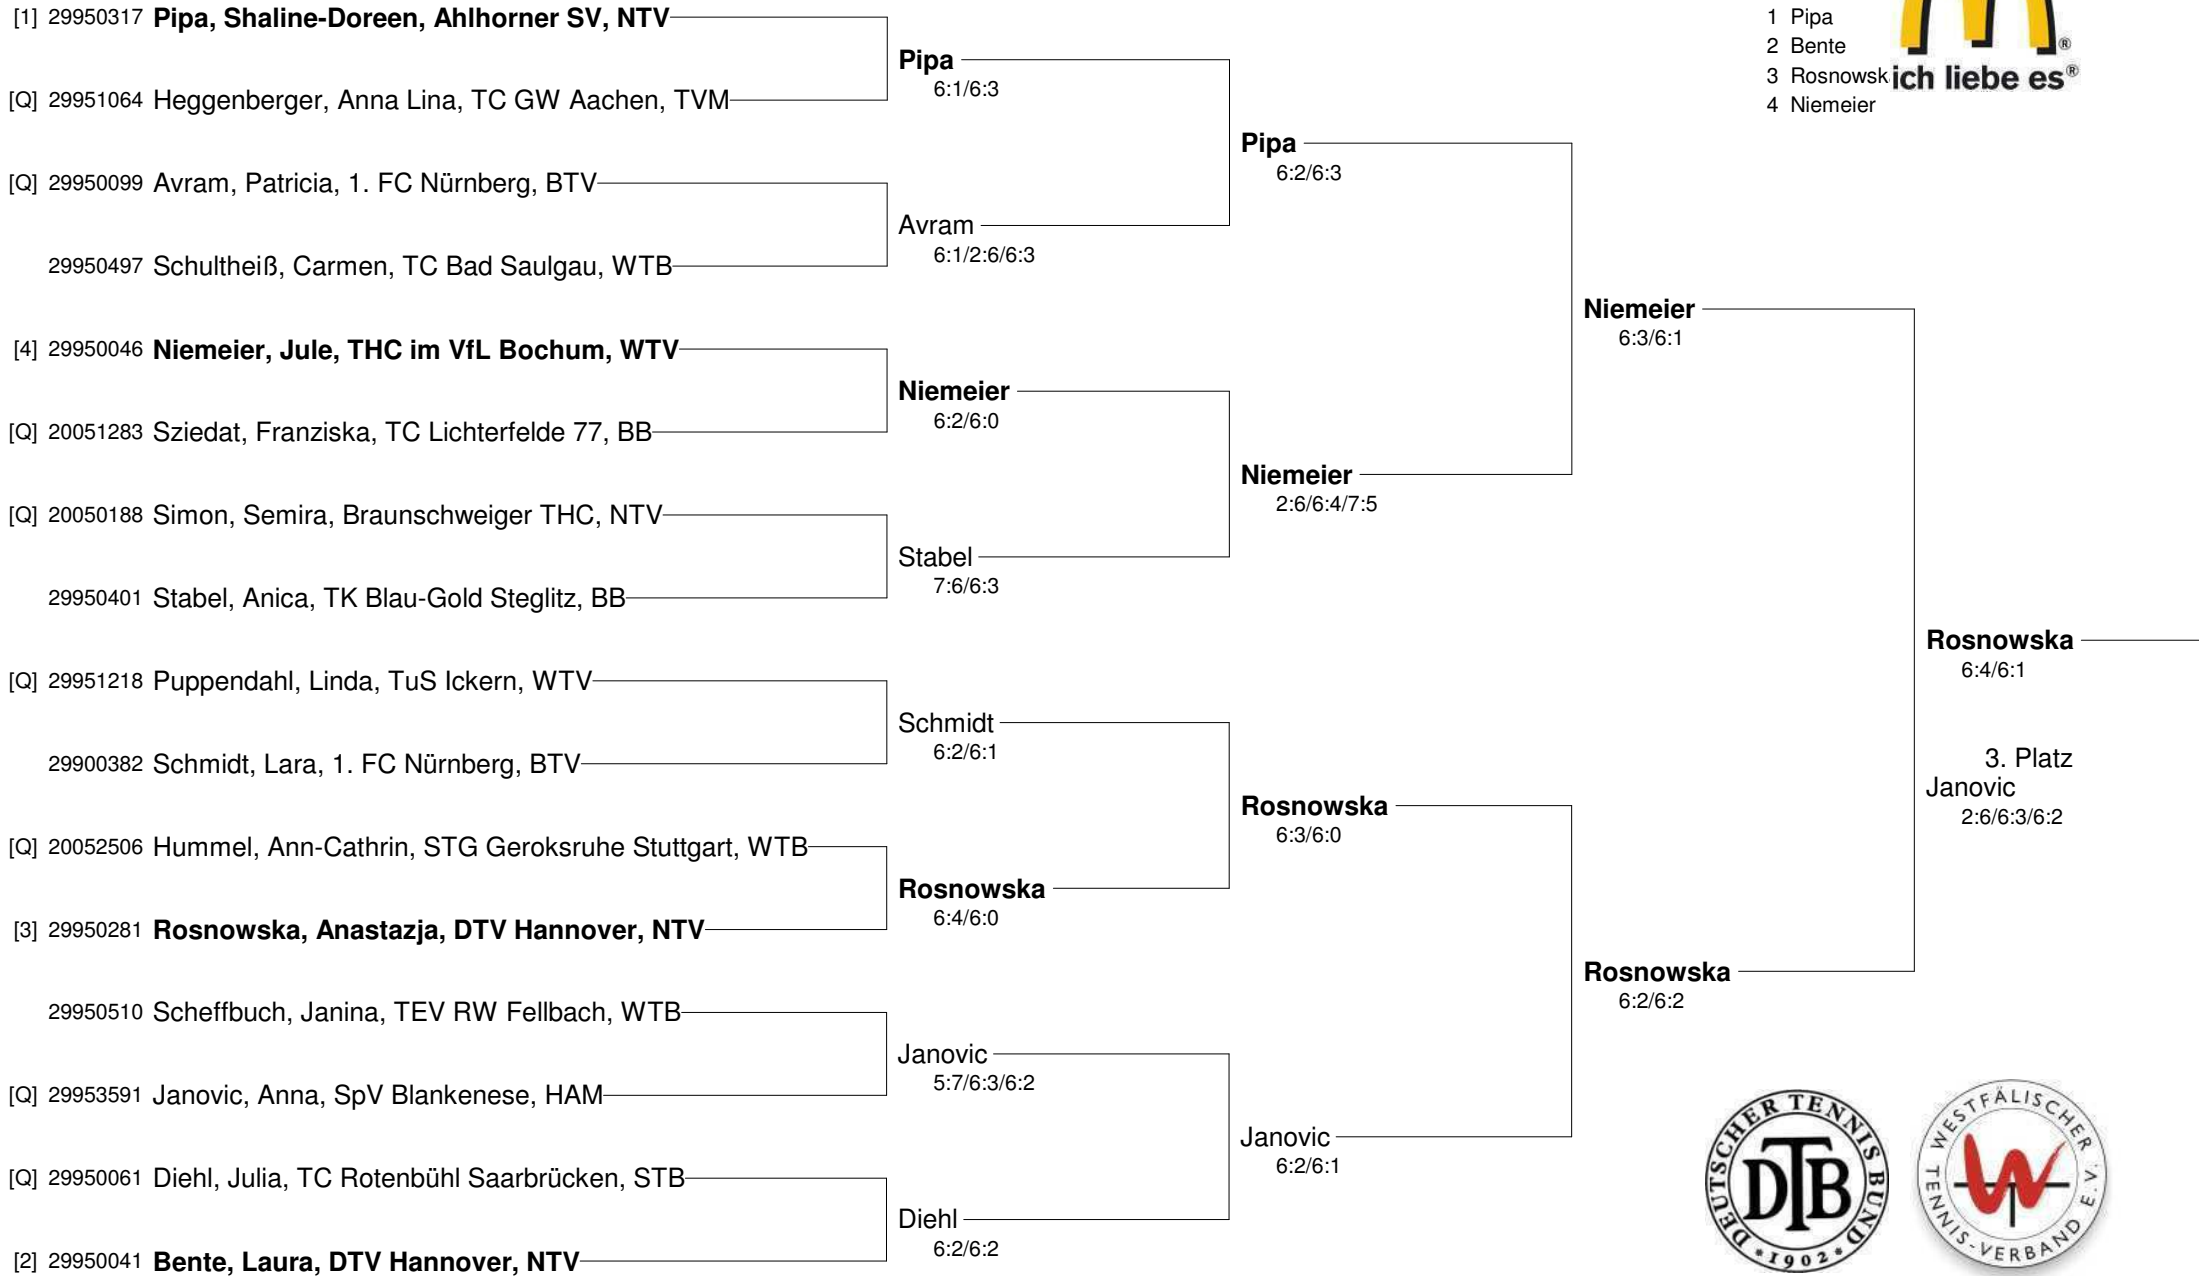 [1] 29950317 Pipa, Shaline-Doreen, Ahlhorner SV, NTV
[Q] 29951064 Heggenberger, Anna Lina, TC GW Aachen, TVM
[Q] 29950099 Avram, Patricia, 1. FC Nürnberg, BTV
29950497 Schultheiß, Carmen, TC Bad Saulgau, WTB
[4] 29950046 Niemeier, Jule, THC im VfL Bochum, WTV
[Q] 20051283 Sziedat, Franziska, TC Lichterfelde 77, BB
[Q] 20050188 Simon, Semira, Braunschweiger THC, NTV
29950401 Stabel, Anica, TK Blau-Gold Steglitz, BB
[Q] 29951218 Puppendahl, Linda, TuS Ickern, WTV
29900382 Schmidt, Lara, 1. FC Nürnberg, BTV
[Q] 20052506 Hummel, Ann-Cathrin, STG Geroksruhe Stuttgart, WTB
[3] 29950281 Rosnowska, Anastazja, DTV Hannover, NTV
29950510 Scheffbuch, Janina, TEV RW Fellbach, WTB
[Q] 29953591 Janovic, Anna, SpV Blankenese, HAM
[Q] 29950061 Diehl, Julia, TC Rotenbühl Saarbrücken, STB
[2] 29950041 Bente, Laura, DTV Hannover, NTV
Pipa
6:1/6:3
Avram
6:1/2:6/6:3
Niemeier
6:2/6:0
Stabel
7:6/6:3
Schmidt
6:2/6:1
Rosnowska
6:4/6:0
Janovic
5:7/6:3/6:2
Diehl
6:2/6:2
Pipa
6:2/6:3
Niemeier
2:6/6:4/7:5
Rosnowska
6:3/6:0
Janovic
6:2/6:1
Niemeier
6:3/6:1
Rosnowska
6:2/6:2
Rosnowska
6:4/6:1
3. Platz
Janovic
2:6/6:3/6:2
1 Pipa
2 Bente
3 Rosnowsk
4 Niemeier
®
ich liebe es®
DEUTSCHER TENNIS BUND
DTB
*1902*
WESTFÄLISCHER
TENNIS-VERBAND E.V.